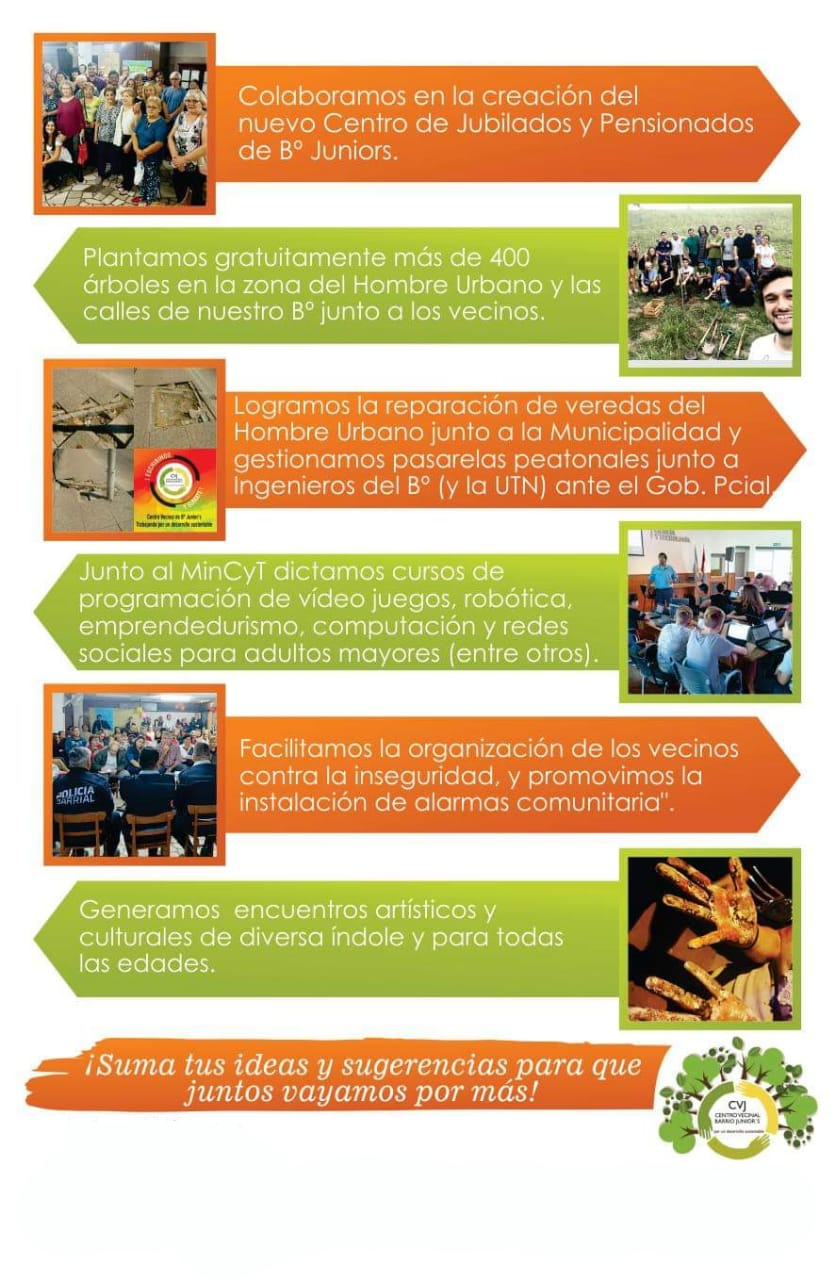 Colaboramos en la creación del
nuevo Centro de Jubilados y Pensionados
de Bº Juniors.
Plantamos gratuitamente más de 400
árboles en la zona del Hombre Urbano y las
calles de nuestro Bº junto a los vecinos.
Logramos la reparación de veredas del
Hombre Urbano junto a la Municipalidad y
gestionamos pasarelas peatonales junto a
Ingenieros del Bº (y la UTN) ante el Gob. Pcial.
¡ESCRIBINOS
Y SUMATE!
CVJ
Centro Vecinal de Bº Junior's
Trabajando por un desarrollo sustentable
Junto al MinCyT dictamos cursos de
programación de vídeo juegos, robótica,
emprendedurismo, computación y redes
sociales para adultos mayores (entre otros).
Facilitamos la organización de los vecinos
contra la inseguridad, y promovimos la
instalación de alarmas comunitaria".
POLICIA
BARRIAL
Generamos  encuentros artísticos y
culturales de diversa índole y para todas
las edades.
¡Suma tus ideas y sugerencias para que
juntos vayamos por más!
CVJ
CENTRO VECINAL
BARRIO JUNIOR'S
por un desarrollo sustentable